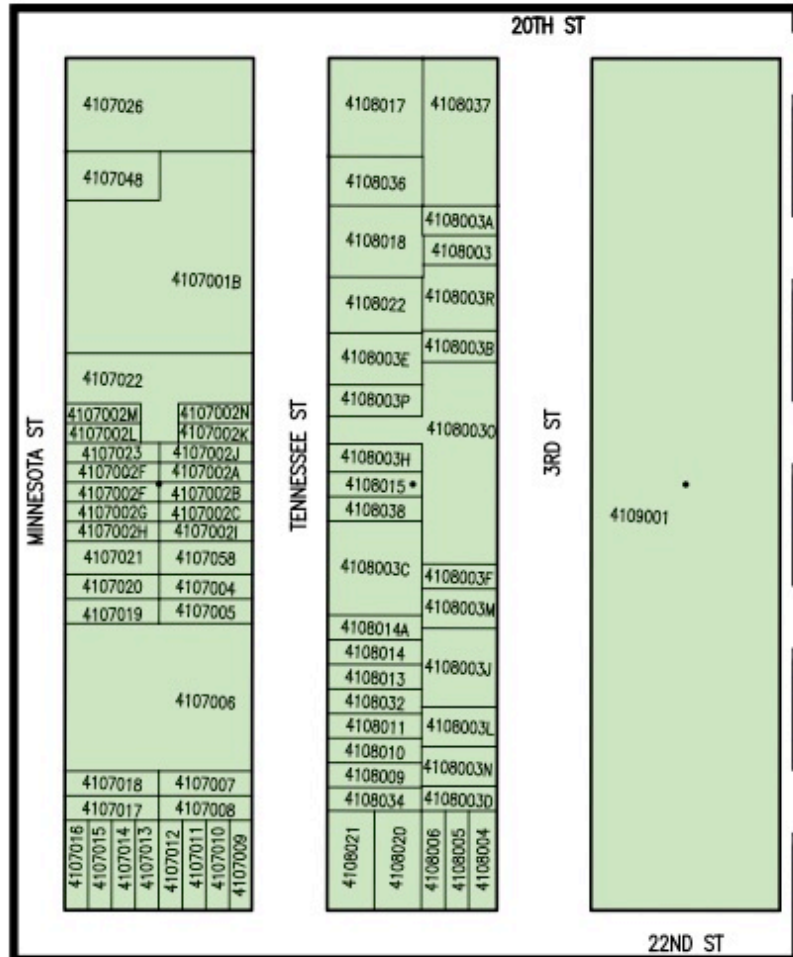 20TH ST
MINNESOTA ST
4107026
4107048
4107001B
4107022
4107002M
4107002N
4107002L
4107002K
4107023
4107002J
4107002F
4107002A
4107002F
4107002B
4107002G
4107002C
4107002H
4107002I
4107021
4107058
4107020
4107004
4107019
4107005
4107006
4107018
4107007
4107017
4107008
4107016
4107015
4107014
4107013
4107012
4107011
4107010
4107009
TENNESSEE ST
4108017
4108037
4108036
4108003A
4108018
4108003
4108003R
4108022
4108003B
4108003E
4108003P
4108003O
4108003H
4108015
4108038
4108003C
4108003F
4108003M
4108014A
4108014
4108003J
4108013
4108032
4108011
4108003L
4108010
4108003N
4108009
4108034
4108003D
4108021
4108020
4108006
4108005
4108004
3RD ST
4109001
22ND ST